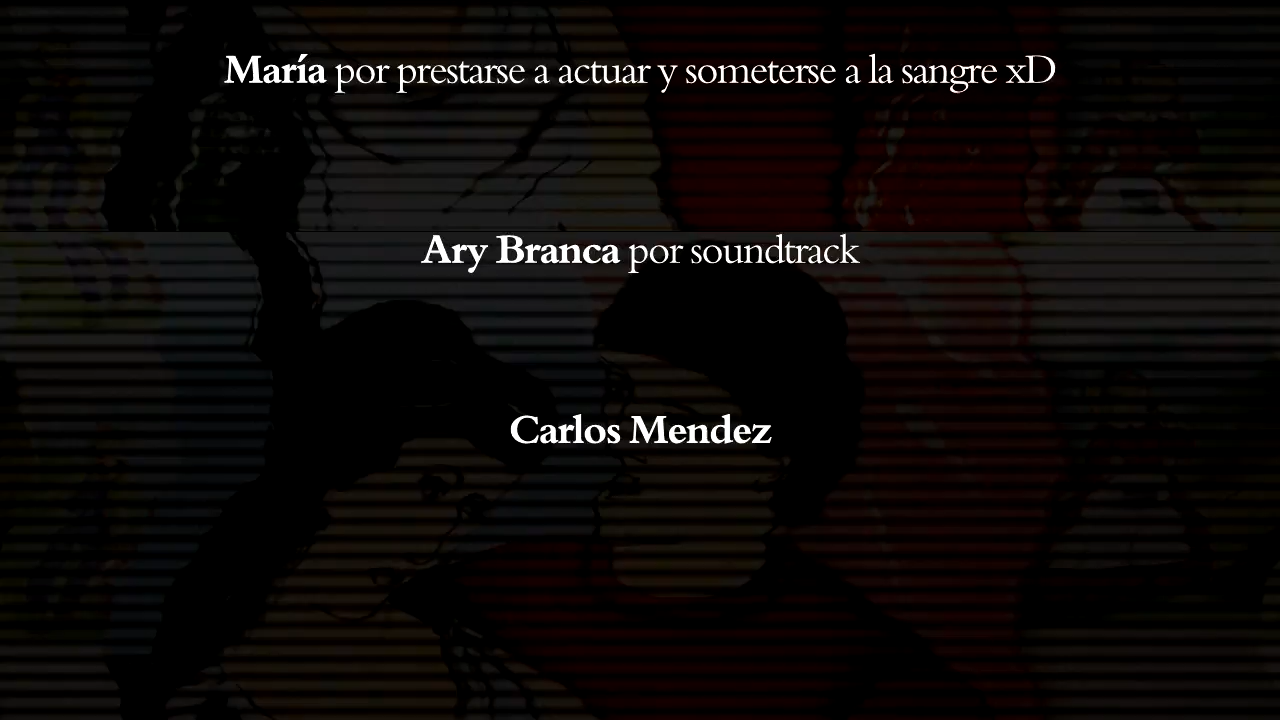 María por prestarse a actuar y someterse a la sangre xD
Ary Branca por soundtrack
Carlos Mendez